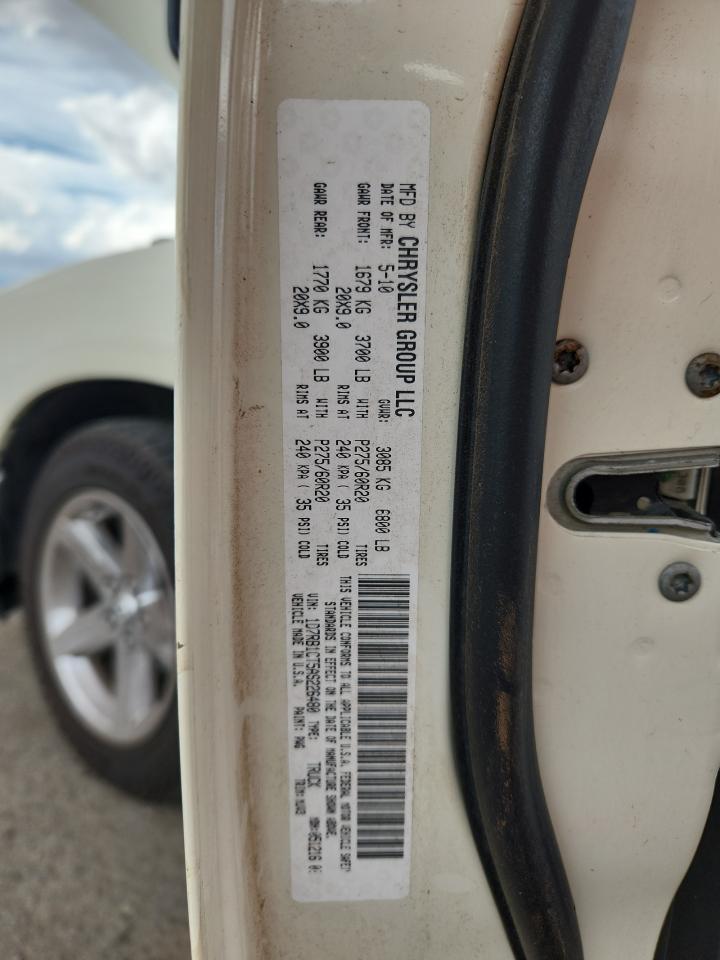 MFD BY CHRYSLER GROUP LLC
DATE OF MFR: 5-10 GVWR: 3085 KG 6800 LB
GAWR FRONT: 1679 KG 3700 LB WITH P275/60R20 TIRES
20X9.0 RIMS AT 240 KPA ( 35 PSI) COLD
GAWR REAR: 1770 KG 3900 LB WITH P275/60R20 TIRES
20X9.0 RIMS AT 240 KPA ( 35 PSI) COLD
THIS VEHICLE CONFORMS TO ALL APPLICABLE U.S.A. FEDERAL MOTOR VEHICLE SAFETY
STANDARDS IN EFFECT ON THE DATE OF MANUFACTURE SHOWN ABOVE.
VIN: 1D7RB1CT5AS226480 TYPE: TRUCK
VEHICLE MADE IN U.S.A. PAINT: PWG TRIM: